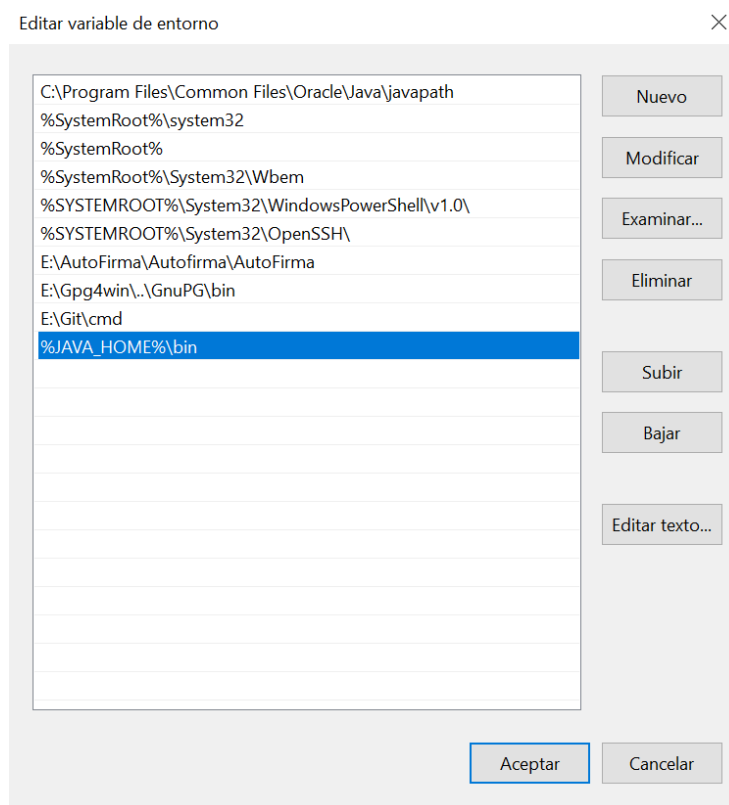 Editar variable de entorno
C:\Program Files\Common Files\Oracle\Java\javapath
%SystemRoot%\system32
%SystemRoot%
%SystemRoot%\System32\Wbem
%SYSTEMROOT%\System32\WindowsPowerShell\v1.0\
%SYSTEMROOT%\System32\OpenSSH\
E:\AutoFirma\Autofirma\AutoFirma
E:\Gpg4win\..\GnuPG\bin
E:\Git\cmd
%JAVA_HOME%\bin
Nuevo
Modificar
Examinar...
Eliminar
Subir
Bajar
Editar texto...
Aceptar
Cancelar